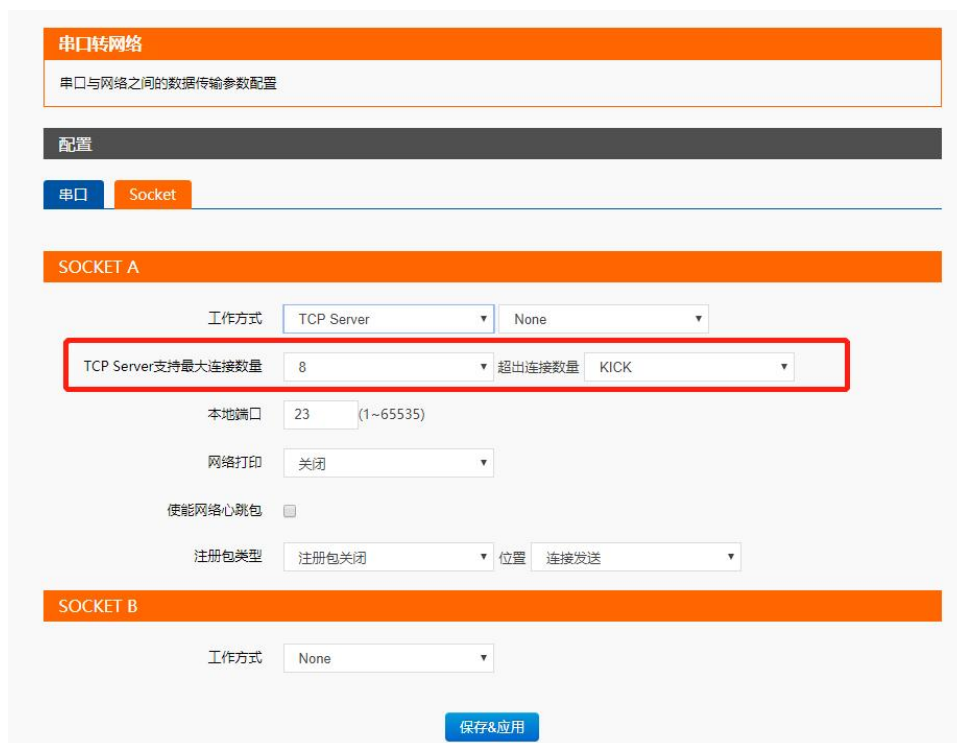 串口转网络
串口与网络之间的数据传输参数配置
配置
串口 Socket
SOCKET A
工作方式 TCP Server None
TCP Server支持最大连接数量 8 超出连接数量 KICK
本地端口 23 (1~65535)
网络打印 关闭
使能网络心跳包
注册包类型 注册包关闭 位置 连接发送
SOCKET B
工作方式 None
保存&应用